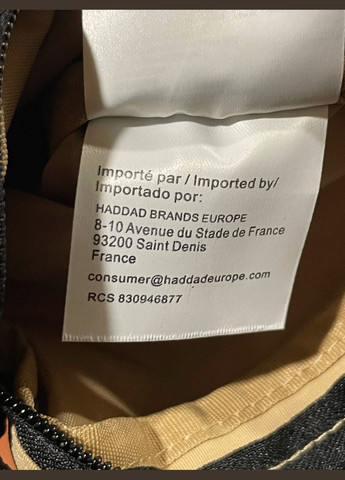 Importé par / Imported by/
Importado por:
HADDAD BRANDS EUROPE
8-10 Avenue du Stade de France
93200 Saint Denis
France
consumer@haddadeurope.com
RCS 830946877